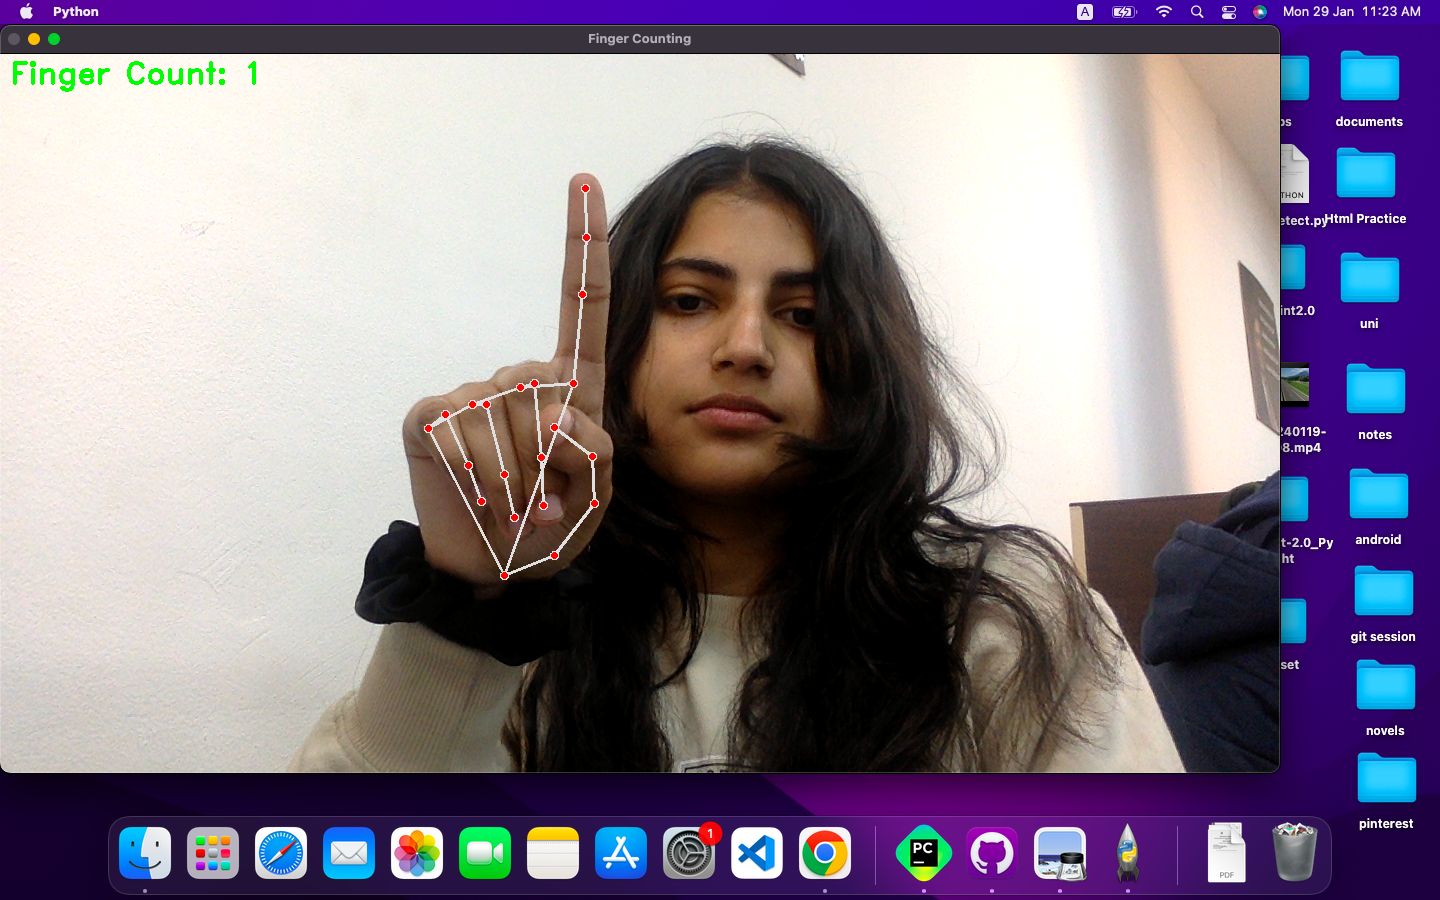 Python
A
Mon 29 Jan 11:23 AM
Finger Counting
Finger Count: 1
documents
etect.py
Html Practice
THON
int2.0
uni
240119-
8.mp4
notes
t-2.0_Py
ht
android
git session
set
novels
pinterest
1
PC
PDF